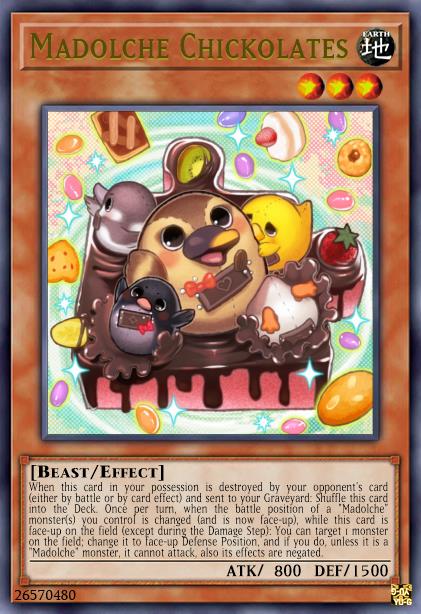 MADOLCHE CHICKOLATES
EARTH
地
[BEAST/EFFECT]
When this card in your possession is destroyed by your opponent's card
(either by battle or by card effect) and sent to your Graveyard: Shuffle this card
into the Deck. Once per turn, when the battle position of a "Madolche"
monster(s) you control is changed (and is now face-up), while this card is
face-up on the field (except during the Damage Step): You can target 1 monster
on the field; change it to face-up Defense Position, and if you do, unless it is a
"Madolche" monster, it cannot attack, also its effects are negated.
ATK/ 800 DEF/1500
26570480